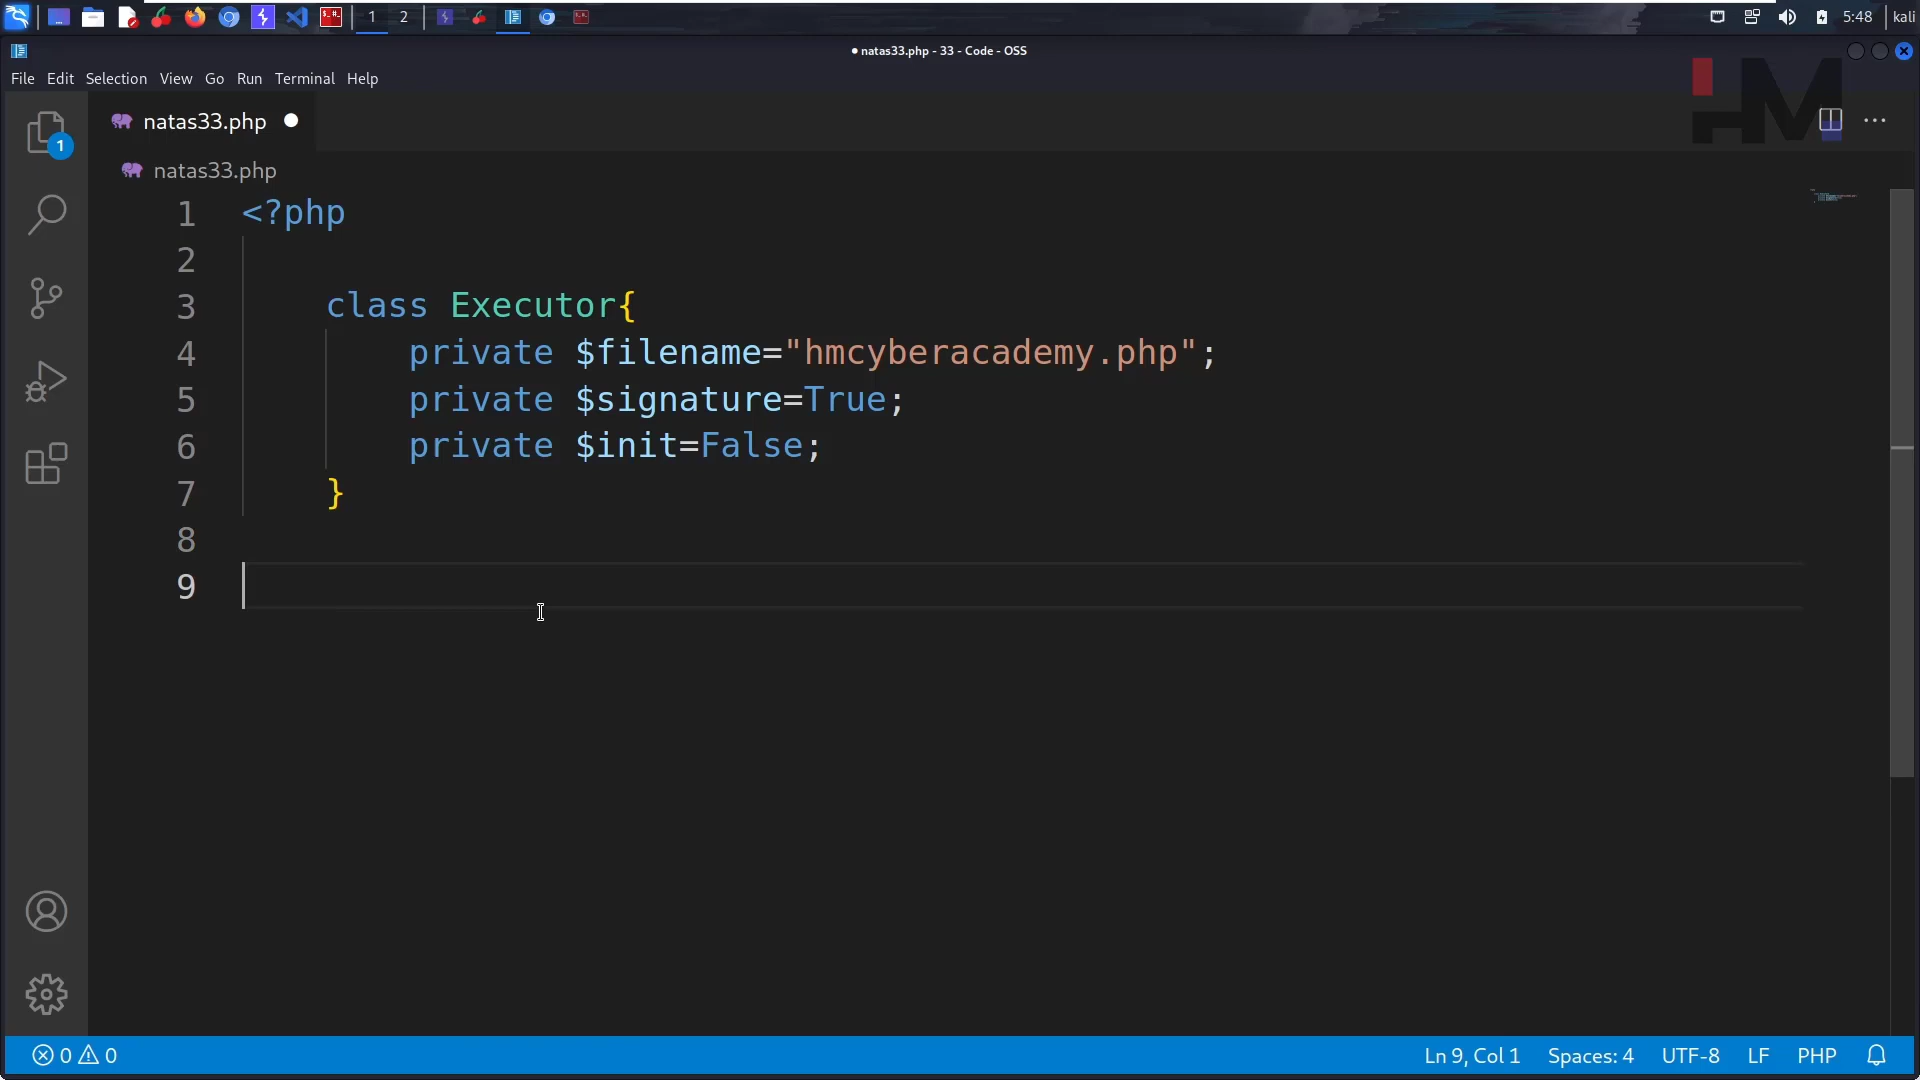 1 2 5:48 kali
natas33.php - 33 - Code - OSS
File Edit Selection View Go Run Terminal Help
HM
natas33.php
1
natas33.php
1 <?php
2
3 class Executor{
4 private $filename="hmcyberacademy.php";
5 private $signature=True;
6 private $init=False;
7 }
8
9
0 0 Ln 9, Col 1 Spaces: 4 UTF-8 LF PHP